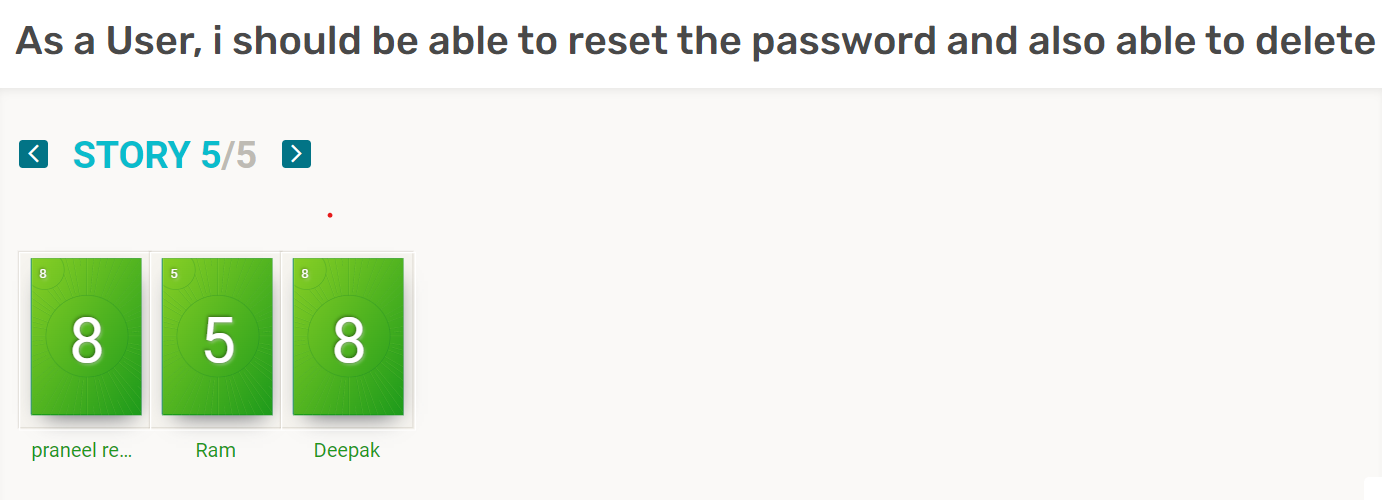 As a User, i should be able to reset the password and also able to delete
STORY 5/5
8 5 8
8 5 8
praneel re... Ram Deepak